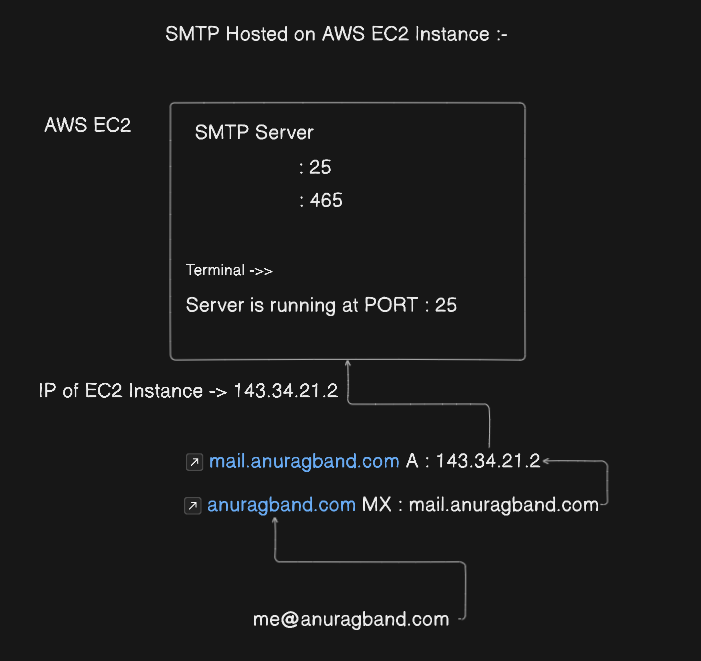 SMTP Hosted on AWS EC2 Instance :-
AWS EC2
SMTP Server
: 25
: 465
Terminal ->>
Server is running at PORT : 25
IP of EC2 Instance -> 143.34.21.2
mail.anuragband.com A : 143.34.21.2
anuragband.com MX : mail.anuragband.com
me@anuragband.com